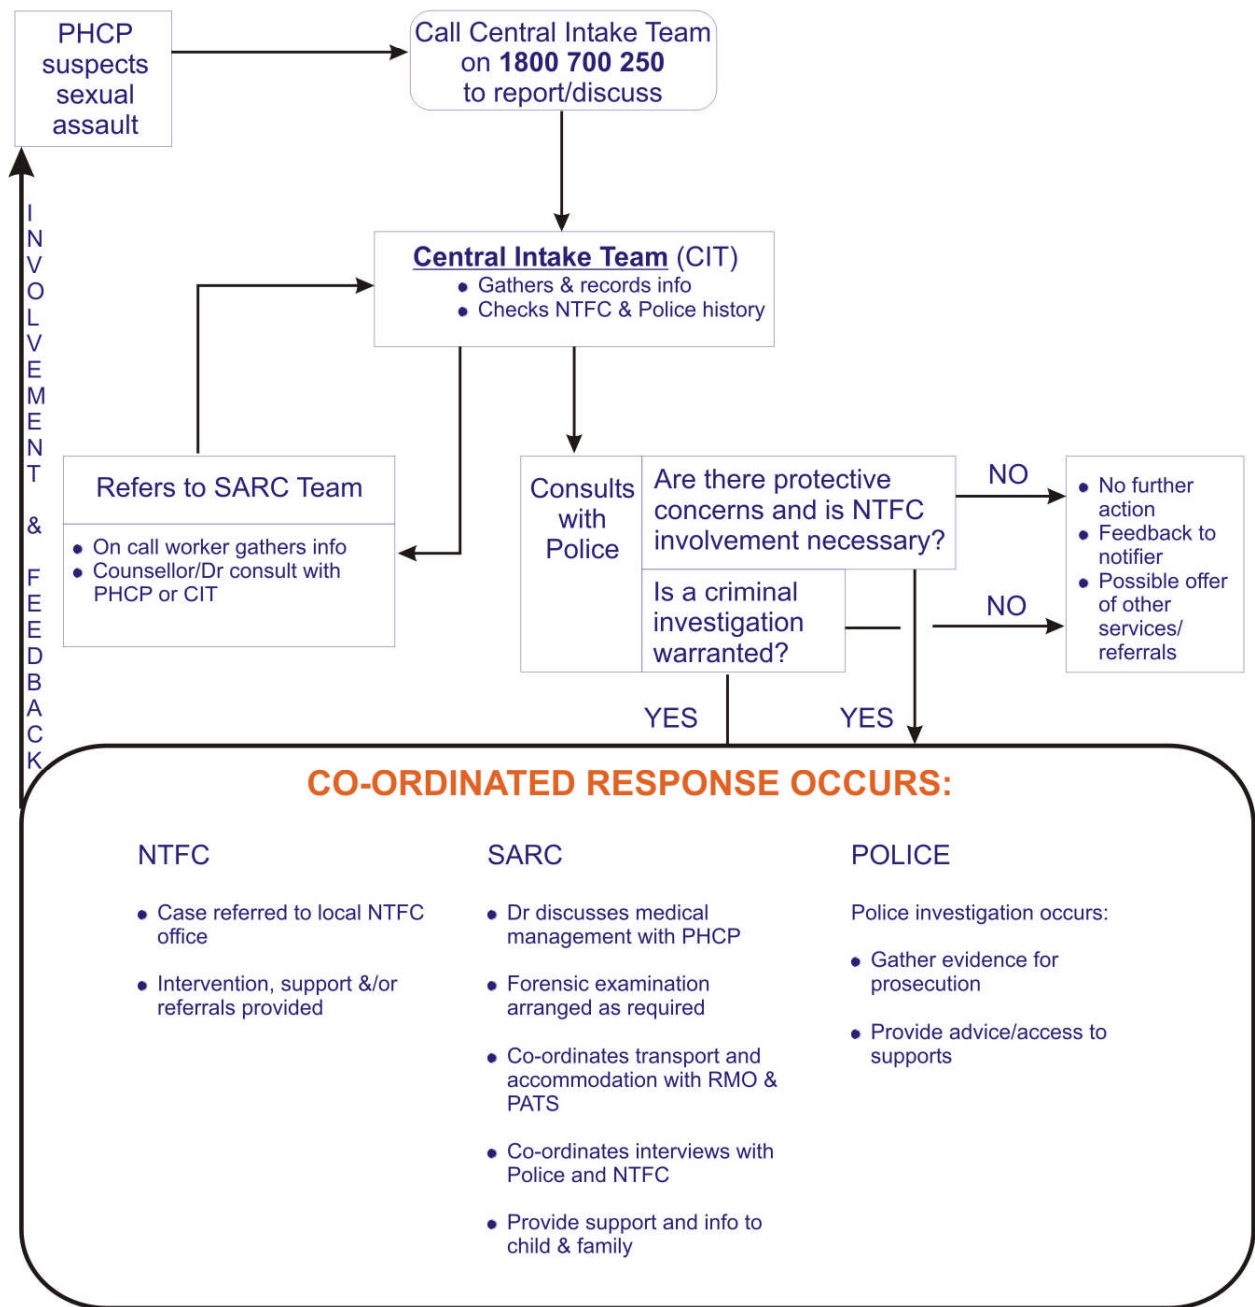 PHCP
suspects
sexual
assault
Call Central Intake Team
on 1800 700 250
to report/discuss
INVOLVEMENT & FEEDBACK
Central Intake Team (CIT)
• Gathers & records info
• Checks NTFC & Police history
Refers to SARC Team
• On call worker gathers info
• Counsellor/Dr consult with
PHCP or CIT
Consults
with
Police
Are there protective
concerns and is NTFC
involvement necessary?
NO
Is a criminal
investigation
warranted?
NO
• No further
action
• Feedback to
notifier
• Possible offer
of other
services/
referrals
YES
YES
CO-ORDINATED RESPONSE OCCURS:
NTFC
• Case referred to local NTFC
office
• Intervention, support &/or
referrals provided
SARC
• Dr discusses medical
management with PHCP
• Forensic examination
arranged as required
• Co-ordinates transport and
accommodation with RMO &
PATS
• Co-ordinates interviews with
Police and NTFC
• Provide support and info to
child & family
POLICE
Police investigation occurs:
• Gather evidence for
prosecution
• Provide advice/access to
supports